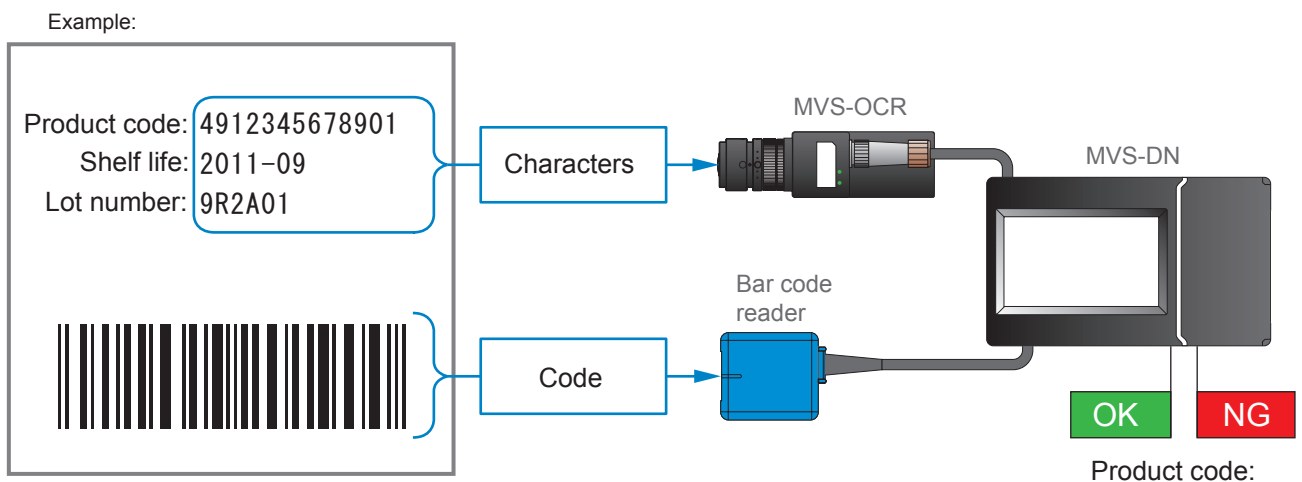 Example:
Product code: 4912345678901
Shelf life: 2011-09
Lot number: 9R2A01
Characters
MVS-OCR
MVS-DN
Bar code
reader
Code
OK
NG
Product code: